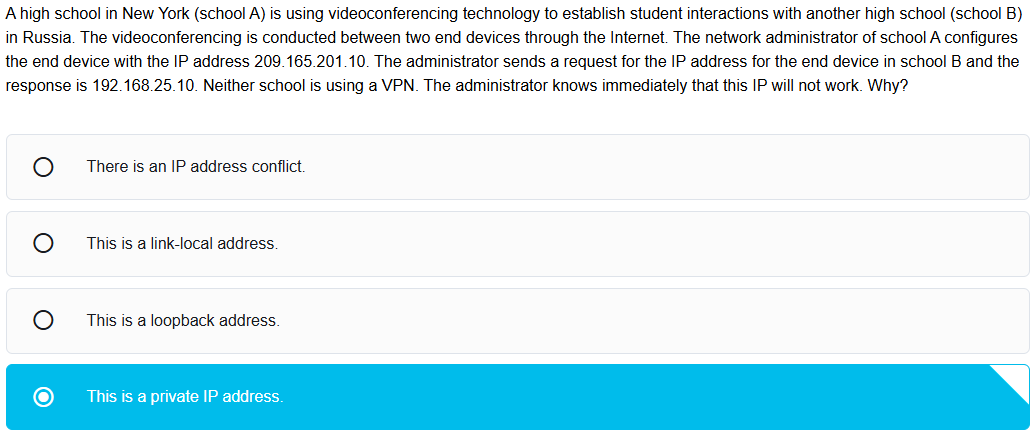 A high school in New York (school A) is using videoconferencing technology to establish student interactions with another high school (school B)
in Russia. The videoconferencing is conducted between two end devices through the Internet. The network administrator of school A configures
the end device with the IP address 209.165.201.10. The administrator sends a request for the IP address for the end device in school B and the
response is 192.168.25.10. Neither school is using a VPN. The administrator knows immediately that this IP will not work. Why?
There is an IP address conflict.
This is a link-local address.
This is a loopback address.
This is a private IP address.